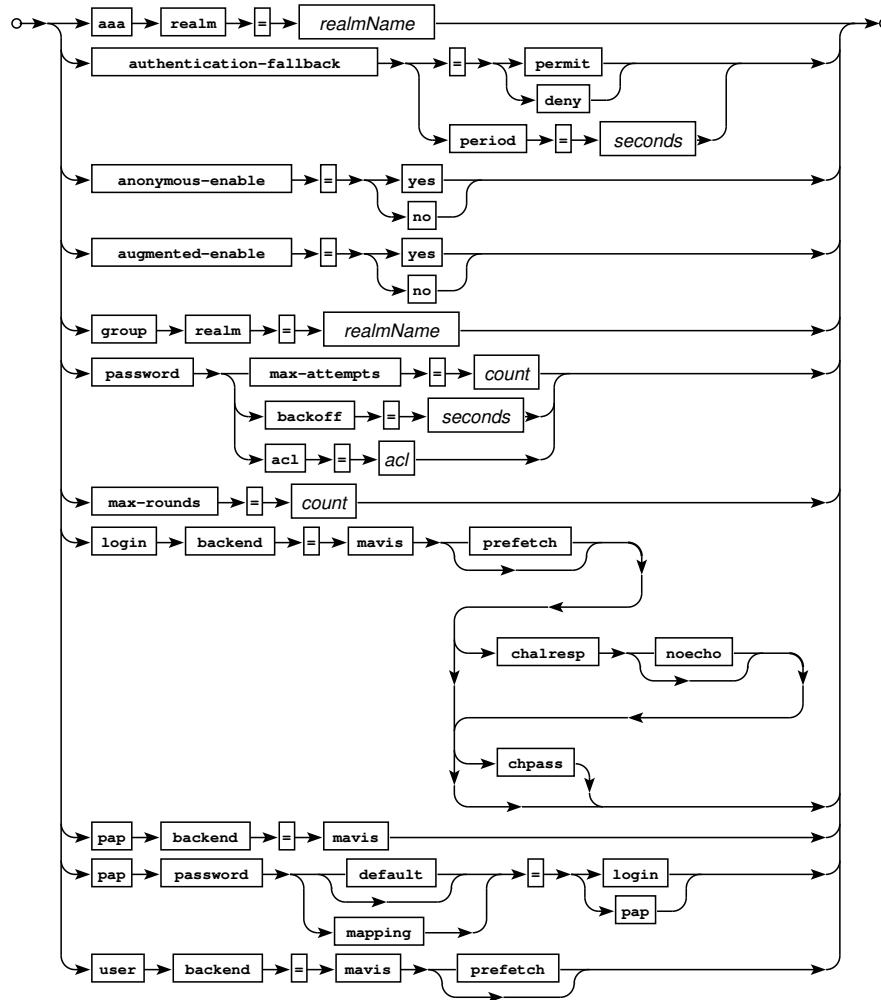 aaa realm = realmName
authentication-fallback = permit
deny
period = seconds
anonymous-enable = yes
no
augmented-enable = yes
no
group realm = realmName
password max-attempts = count
backoff = seconds
acl = acl
max-rounds = count
login backend = mavis prefetch
chalresp noecho
chpass
pap backend = mavis
pap password default = login
pap
mapping
user backend = mavis prefetch